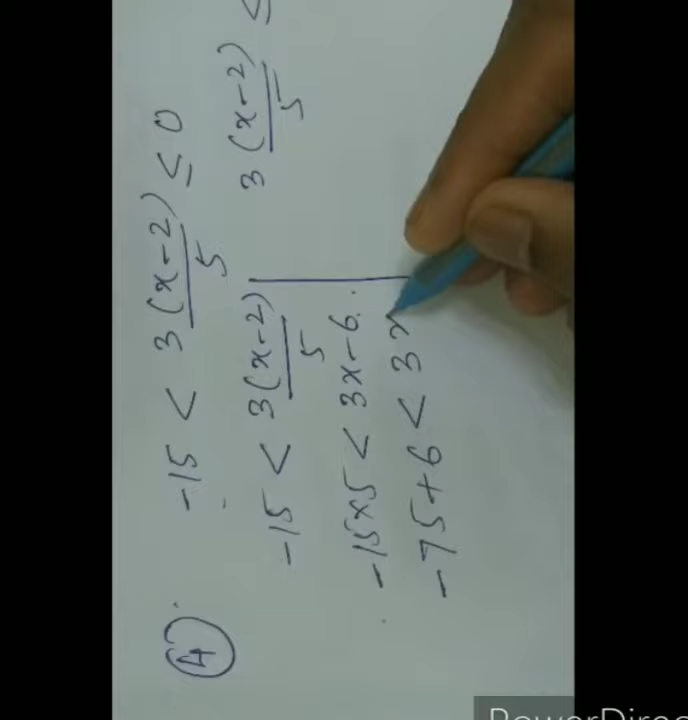 (A)
-15 < 3(x-2)/5 ≤ 0
-15 < 3(x-2)/5 | 3(x-2)/5 ≤
-15×5 < 3x-6
-75+6 < 3x